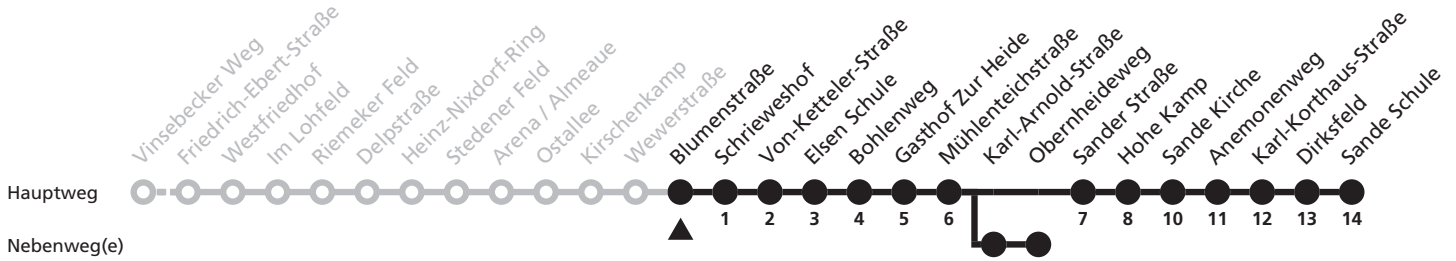 Vinsebecker Weg
Friedrich-Ebert-Straße
Westfriedhof
Im Lohfeld
Riemeker Feld
Delpstraße
Heinz-Nixdorf-Ring
Stedener Feld
Arena / Almeaue
Ostallee
Kirschenkamp
Wewerstraße
Blumenstraße
Schrieweshof
Von-Ketteler-Straße
Elsen Schule
Bohlenweg
Gasthof Zur Heide
Mühlenteichstraße
Karl-Arnold-Straße
Obernheideweg
Sander Straße
Hohe Kamp
Sande Kirche
Anemonenweg
Karl-Korthaus-Straße
Dirksfeld
Sande Schule
Hauptweg
1 2 3 4 5 6 7 8 10 11 12 13 14
Nebenweg(e)